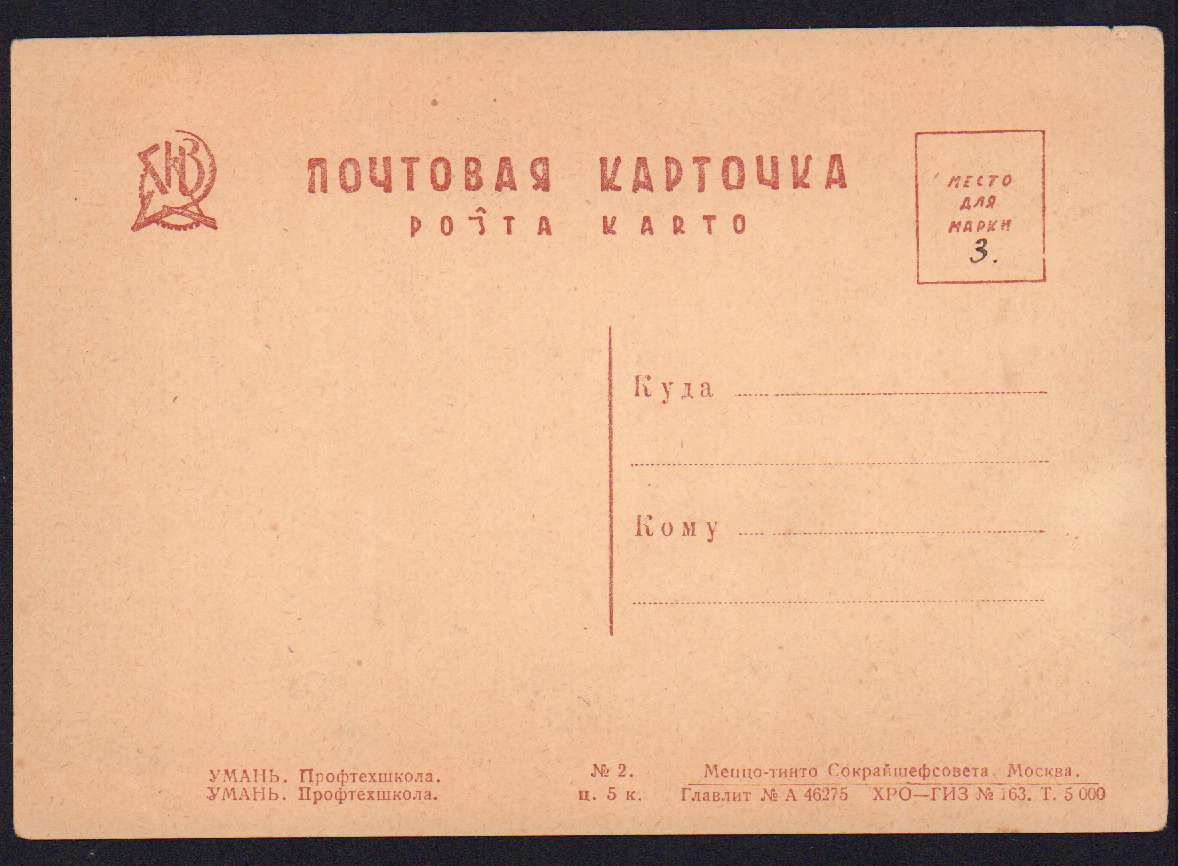 ГИЗ
ПОЧТОВАЯ КАРТОЧКА
POŜTA KARTO
МЕСТО
ДЛЯ
МАРКИ
3.
Куда
Кому
УМАНЬ. Профтехшкола.
УМАНЬ. Профтехшкола.
№ 2.
ц. 5 к.
Меццо-тинто Сокрайшефсовета. Москва.
Главлит № А 46275 ХРО—ГИЗ № 163. Т. 5 000